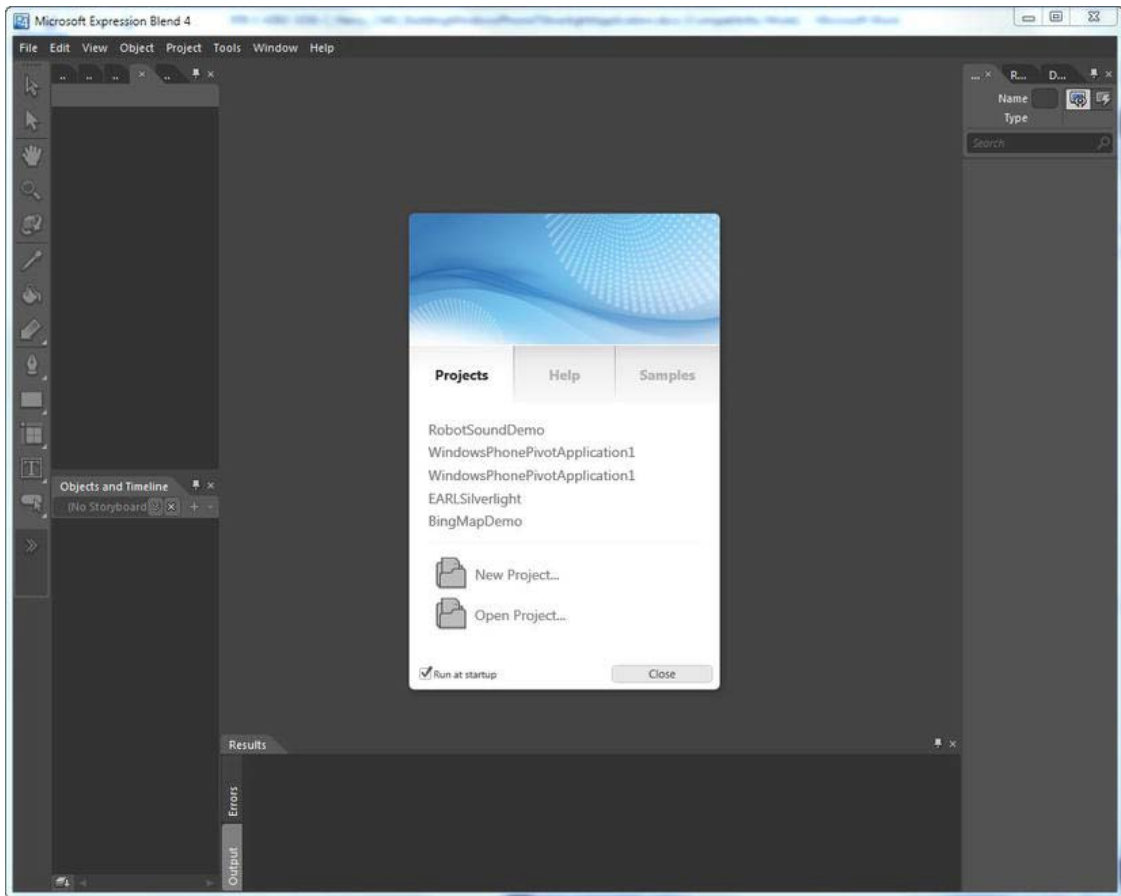 Microsoft Expression Blend 4
File Edit View Object Project Tools Window Help
.. .. .. × .. ×
... × R... D... ×
Name
Type
Search
Projects Help Samples
RobotSoundDemo
WindowsPhonePivotApplication1
WindowsPhonePivotApplication1
EARLSilverlight
BingMapDemo
New Project...
Open Project...
Run at startup Close
Objects and Timeline
(No Storyboard
Results
Errors
Output